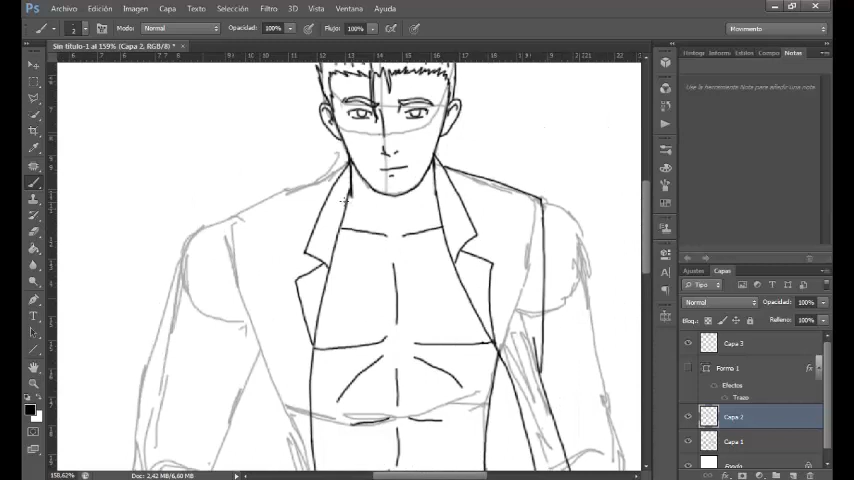 Ps Archivo Edición Imagen Capa Texto Selección Filtro 3D Vista Ventana Ayuda
2 Modo: Normal Opacidad: 100% Flujo: 100% Movimiento
Sin título-1 al 159% (Capa 2, RGB/8) * ×
Notas
Use la herramienta Nota para añadir una nota
Ajustes Capas
Tipo
Normal Opacidad: 100%
Bloq.: Relleno: 100%
Capa 3
Forma 1 fx
Efectos
Trazo
Capa 2
Capa 1
Fondo
158,62% Doc: 2,42 MB/6,60 MB